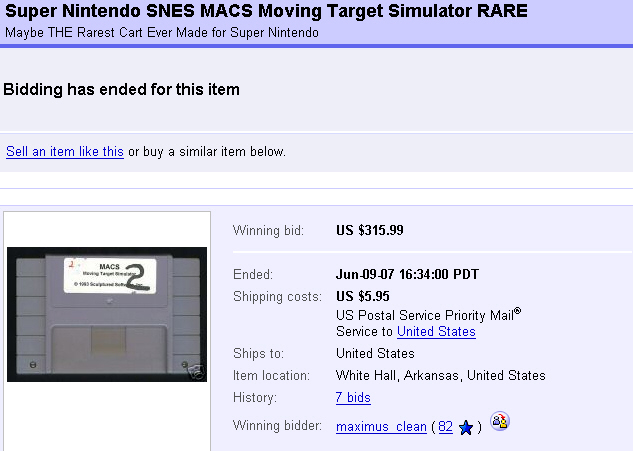 Super Nintendo SNES MACS Moving Target Simulator RARE
Maybe THE Rarest Cart Ever Made for Super Nintendo
Bidding has ended for this item
Sell an item like this or buy a similar item below.
Winning bid: US $315.99
Ended: Jun-09-07 16:34:00 PDT
Shipping costs: US $5.95
US Postal Service Priority Mail®
Service to United States
Ships to: United States
Item location: White Hall, Arkansas, United States
History: 7 bids
Winning bidder: maximus_clean ( 82 )
MACS
Moving Target Simulator
2
© 1993 Sculptured Software